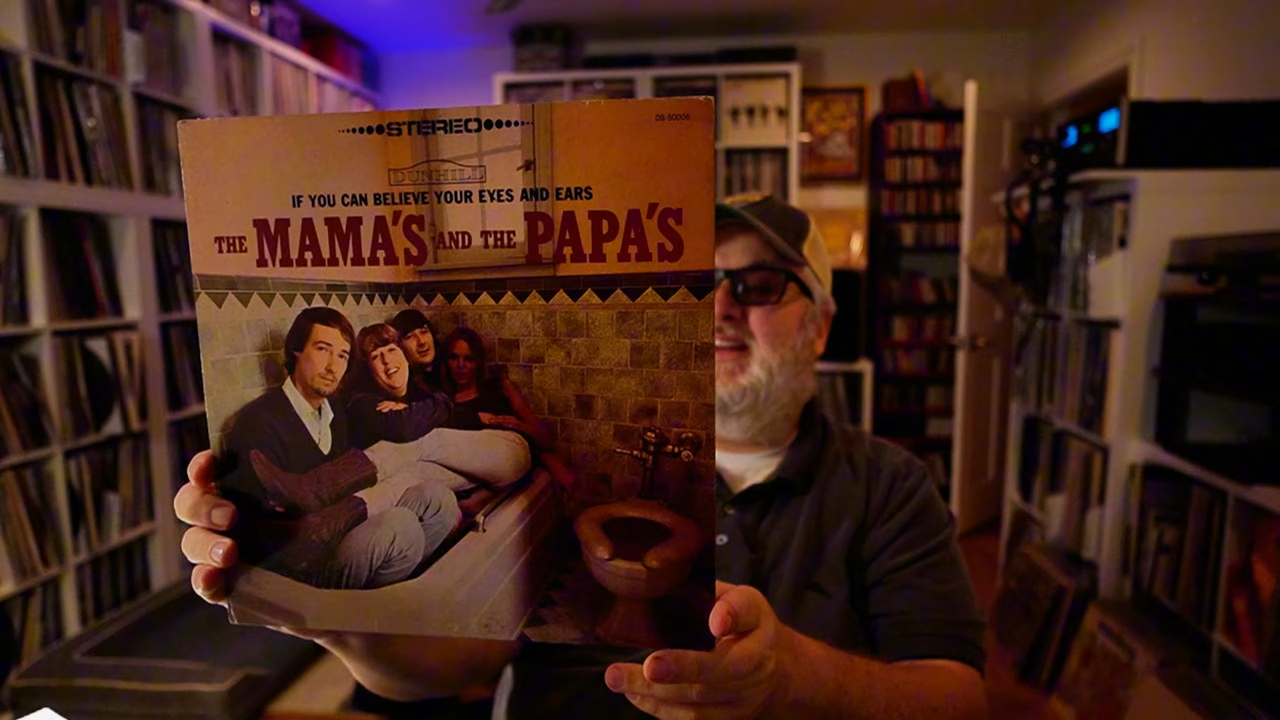 STEREO
DS-50006
DUNHILL
IF YOU CAN BELIEVE YOUR EYES AND EARS
THE MAMA'S AND THE PAPA'S